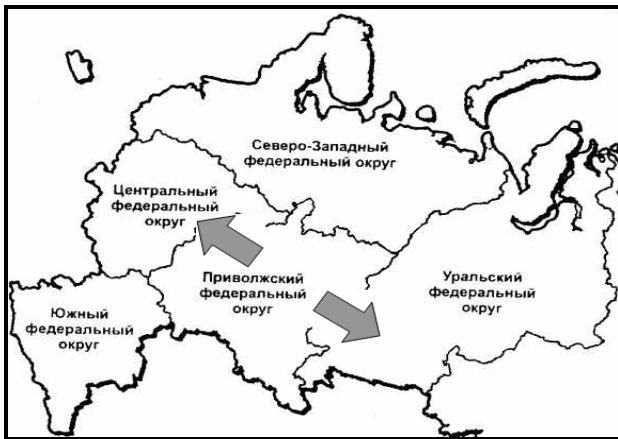 Северо-Западный
федеральный округ
Центральный
федеральный
округ
Приволжский
федеральный
округ
Уральский
федеральный
округ
Южный
федеральный
округ